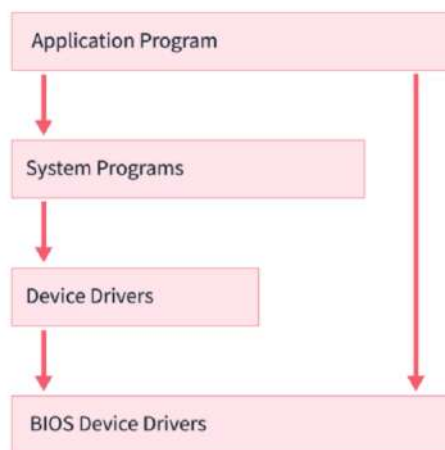 Application Program
System Programs
Device Drivers
BIOS Device Drivers